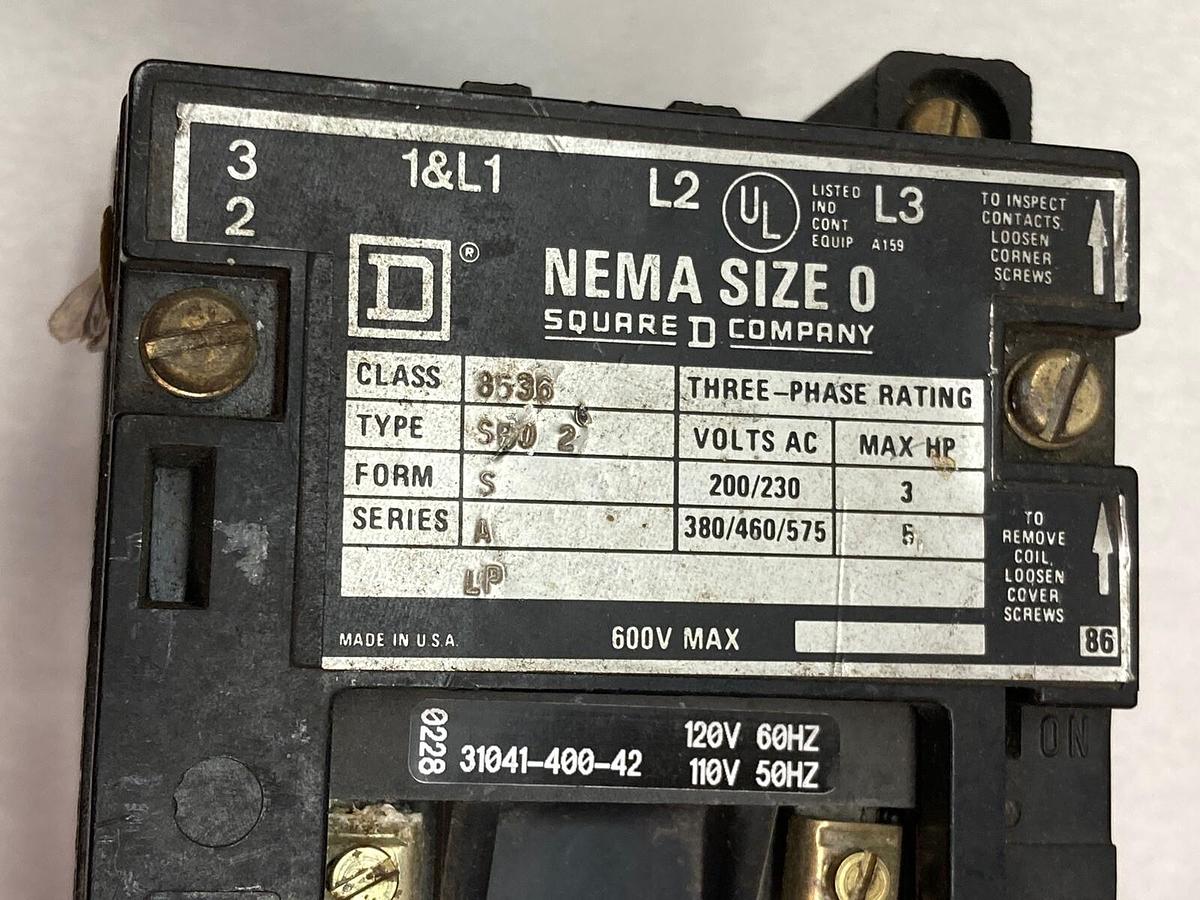 3
2
1&L1
L2
UL
LISTED
IND
CONT
EQUIP A159
L3
TO INSPECT
CONTACTS,
LOOSEN
CORNER
SCREWS
D ®
NEMA SIZE 0
SQUARE D COMPANY
CLASS 8536
TYPE 2
FORM S
SERIES A
LP
THREE-PHASE RATING
VOLTS AC MAX HP
200/230 3
380/460/575 5
TO
REMOVE
COIL,
LOOSEN
COVER
SCREWS
MADE IN U.S.A.
600V MAX
86
ON
0228
31041-400-42
120V 60HZ
110V 50HZ